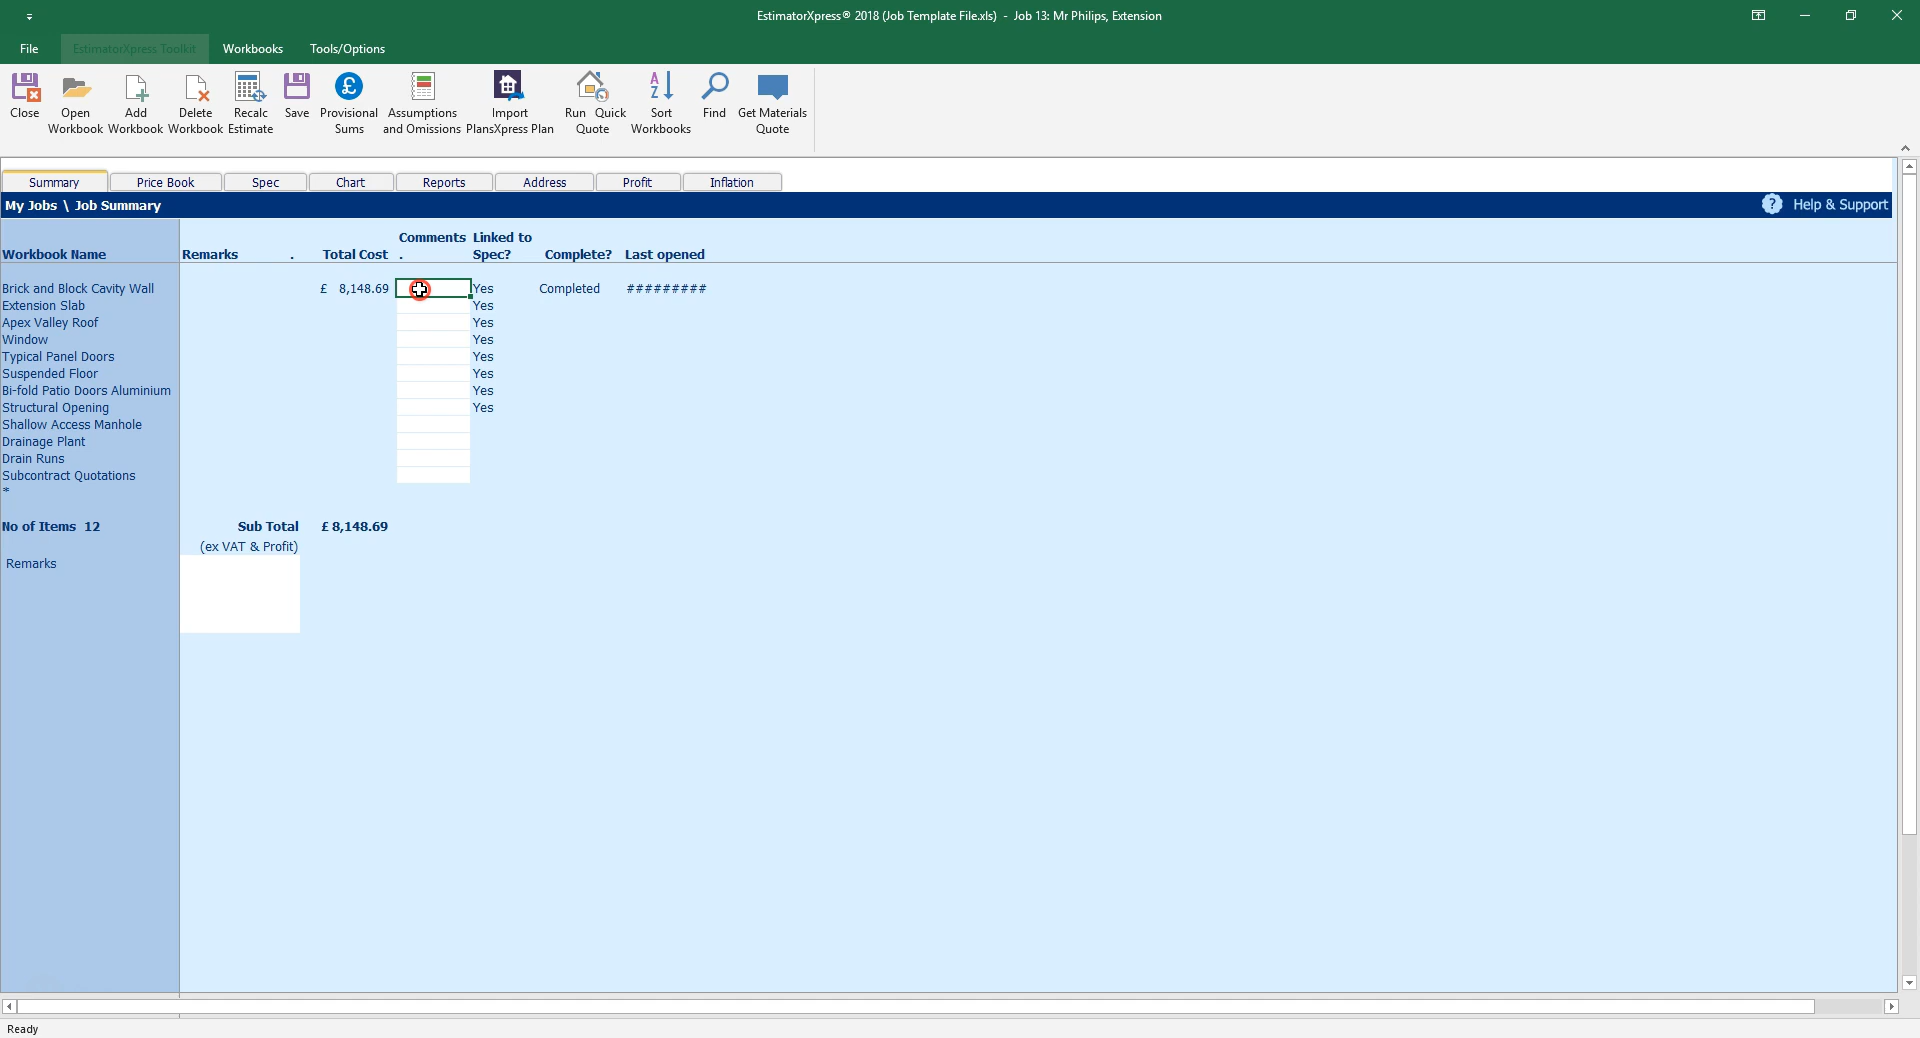 EstimatorXpress® 2018 (Job Template File.xls) - Job 13: Mr Philips, Extension
File EstimatorXpress Toolkit Workbooks Tools/Options
Close
Open Workbook
Add Workbook
Delete Workbook
Recalc Estimate
Save
Provisional Sums
Assumptions and Omissions
Import PlansXpress Plan
Run Quick Quote
Sort Workbooks
Find
Get Materials Quote
Summary Price Book Spec Chart Reports Address Profit Inflation
My Jobs \ Job Summary ? Help & Support
Comments Linked to
Workbook Name Remarks . Total Cost . Spec? Complete? Last opened
Brick and Block Cavity Wall £ 8,148.69 Yes Completed #########
Extension Slab Yes
Apex Valley Roof Yes
Window Yes
Typical Panel Doors Yes
Suspended Floor Yes
Bi-fold Patio Doors Aluminium Yes
Structural Opening Yes
Shallow Access Manhole
Drainage Plant
Drain Runs
Subcontract Quotations
*
No of Items 12 Sub Total £ 8,148.69
(ex VAT & Profit)
Remarks
Ready